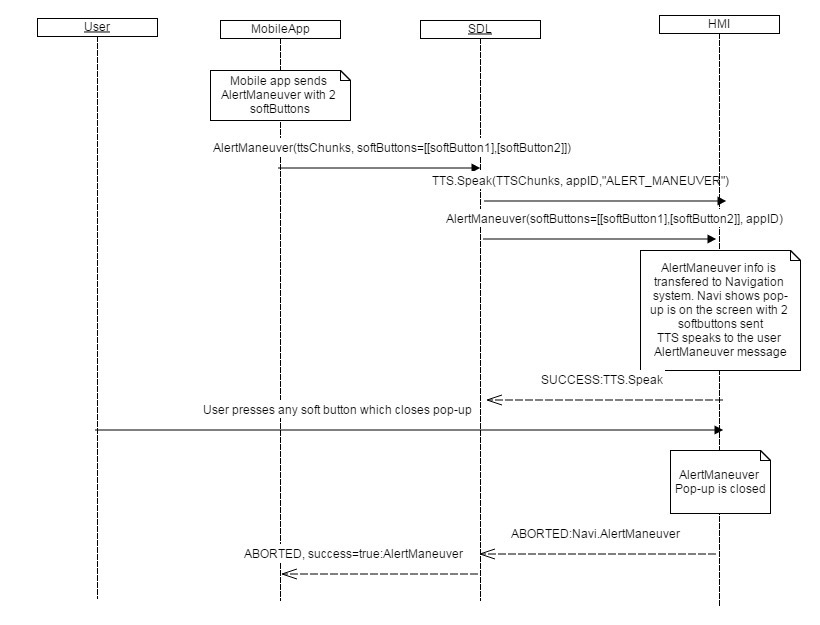 User
MobileApp
SDL
HMI
Mobile app sends
AlertManeuver with 2
softButtons
AlertManeuver(ttsChunks, softButtons=[[softButton1],[softButton2]])
TTS.Speak(TTSChunks, appID,"ALERT_MANEUVER")
AlertManeuver(softButtons=[[softButton1],[softButton2]], appID)
AlertManeuver info is
transfered to Navigation
system. Navi shows pop-
up is on the screen with 2
softbuttons sent
TTS speaks to the user
AlertManeuver message
SUCCESS:TTS.Speak
User presses any soft button which closes pop-up
AlertManeuver
Pop-up is closed
ABORTED:Navi.AlertManeuver
ABORTED, success=true:AlertManeuver